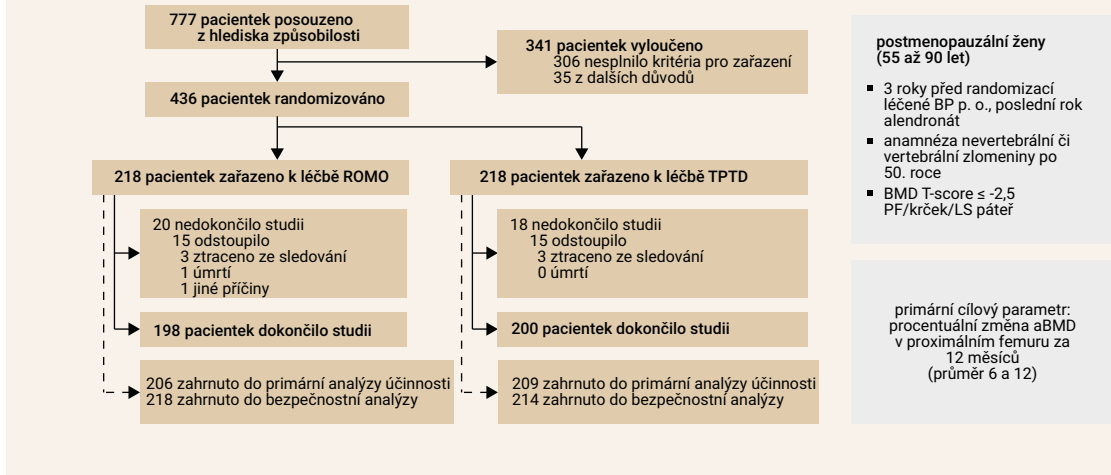 777 pacientek posouzeno
z hlediska způsobilosti
341 pacientek vyloučeno
306 nesplnilo kritéria pro zařazení
35 z dalších důvodů
436 pacientek randomizováno
218 pacientek zařazeno k léčbě ROMO
20 nedokončilo studii
15 odstoupilo
3 ztraceno ze sledování
1 úmrtí
1 jiné příčiny
198 pacientek dokončilo studii
206 zahrnuto do primární analýzy účinnosti
218 zahrnuto do bezpečnostní analýzy
218 pacientek zařazeno k léčbě TPTD
18 nedokončilo studii
15 odstoupilo
3 ztraceno ze sledování
0 úmrtí
200 pacientek dokončilo studii
209 zahrnuto do primární analýzy účinnosti
214 zahrnuto do bezpečnostní analýzy
postmenopauzální ženy
(55 až 90 let)
▪ 3 roky před randomizací
léčené BP p. o., poslední rok
alendronát
▪ anamnéza nevertebrální či
vertebrální zlomeniny po
50. roce
▪ BMD T-score ≤ -2,5
PF/krček/LS páteř
primární cílový parametr:
procentuální změna aBMD
v proximálním femuru za
12 měsíců
(průměr 6 a 12)